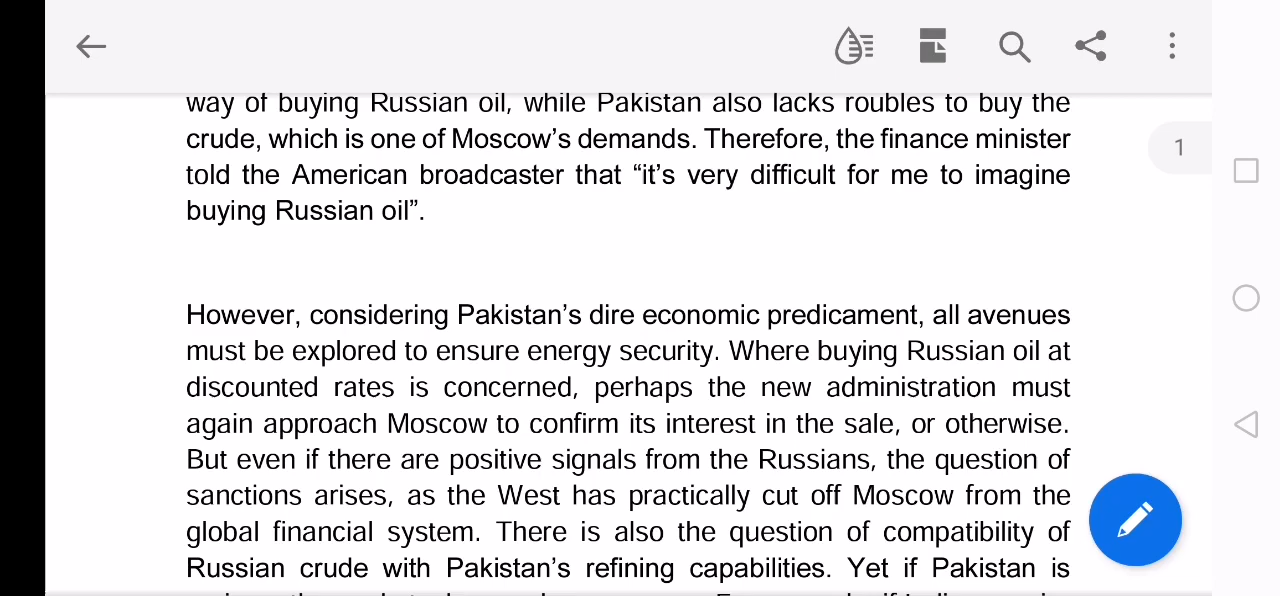 way of buying Russian oil, while Pakistan also lacks roubles to buy the
crude, which is one of Moscow’s demands. Therefore, the finance minister
1
told the American broadcaster that “it’s very difficult for me to imagine
buying Russian oil”.
However, considering Pakistan’s dire economic predicament, all avenues
must be explored to ensure energy security. Where buying Russian oil at
discounted rates is concerned, perhaps the new administration must
again approach Moscow to confirm its interest in the sale, or otherwise.
But even if there are positive signals from the Russians, the question of
sanctions arises, as the West has practically cut off Moscow from the
global financial system. There is also the question of compatibility of
Russian crude with Pakistan’s refining capabilities. Yet if Pakistan is